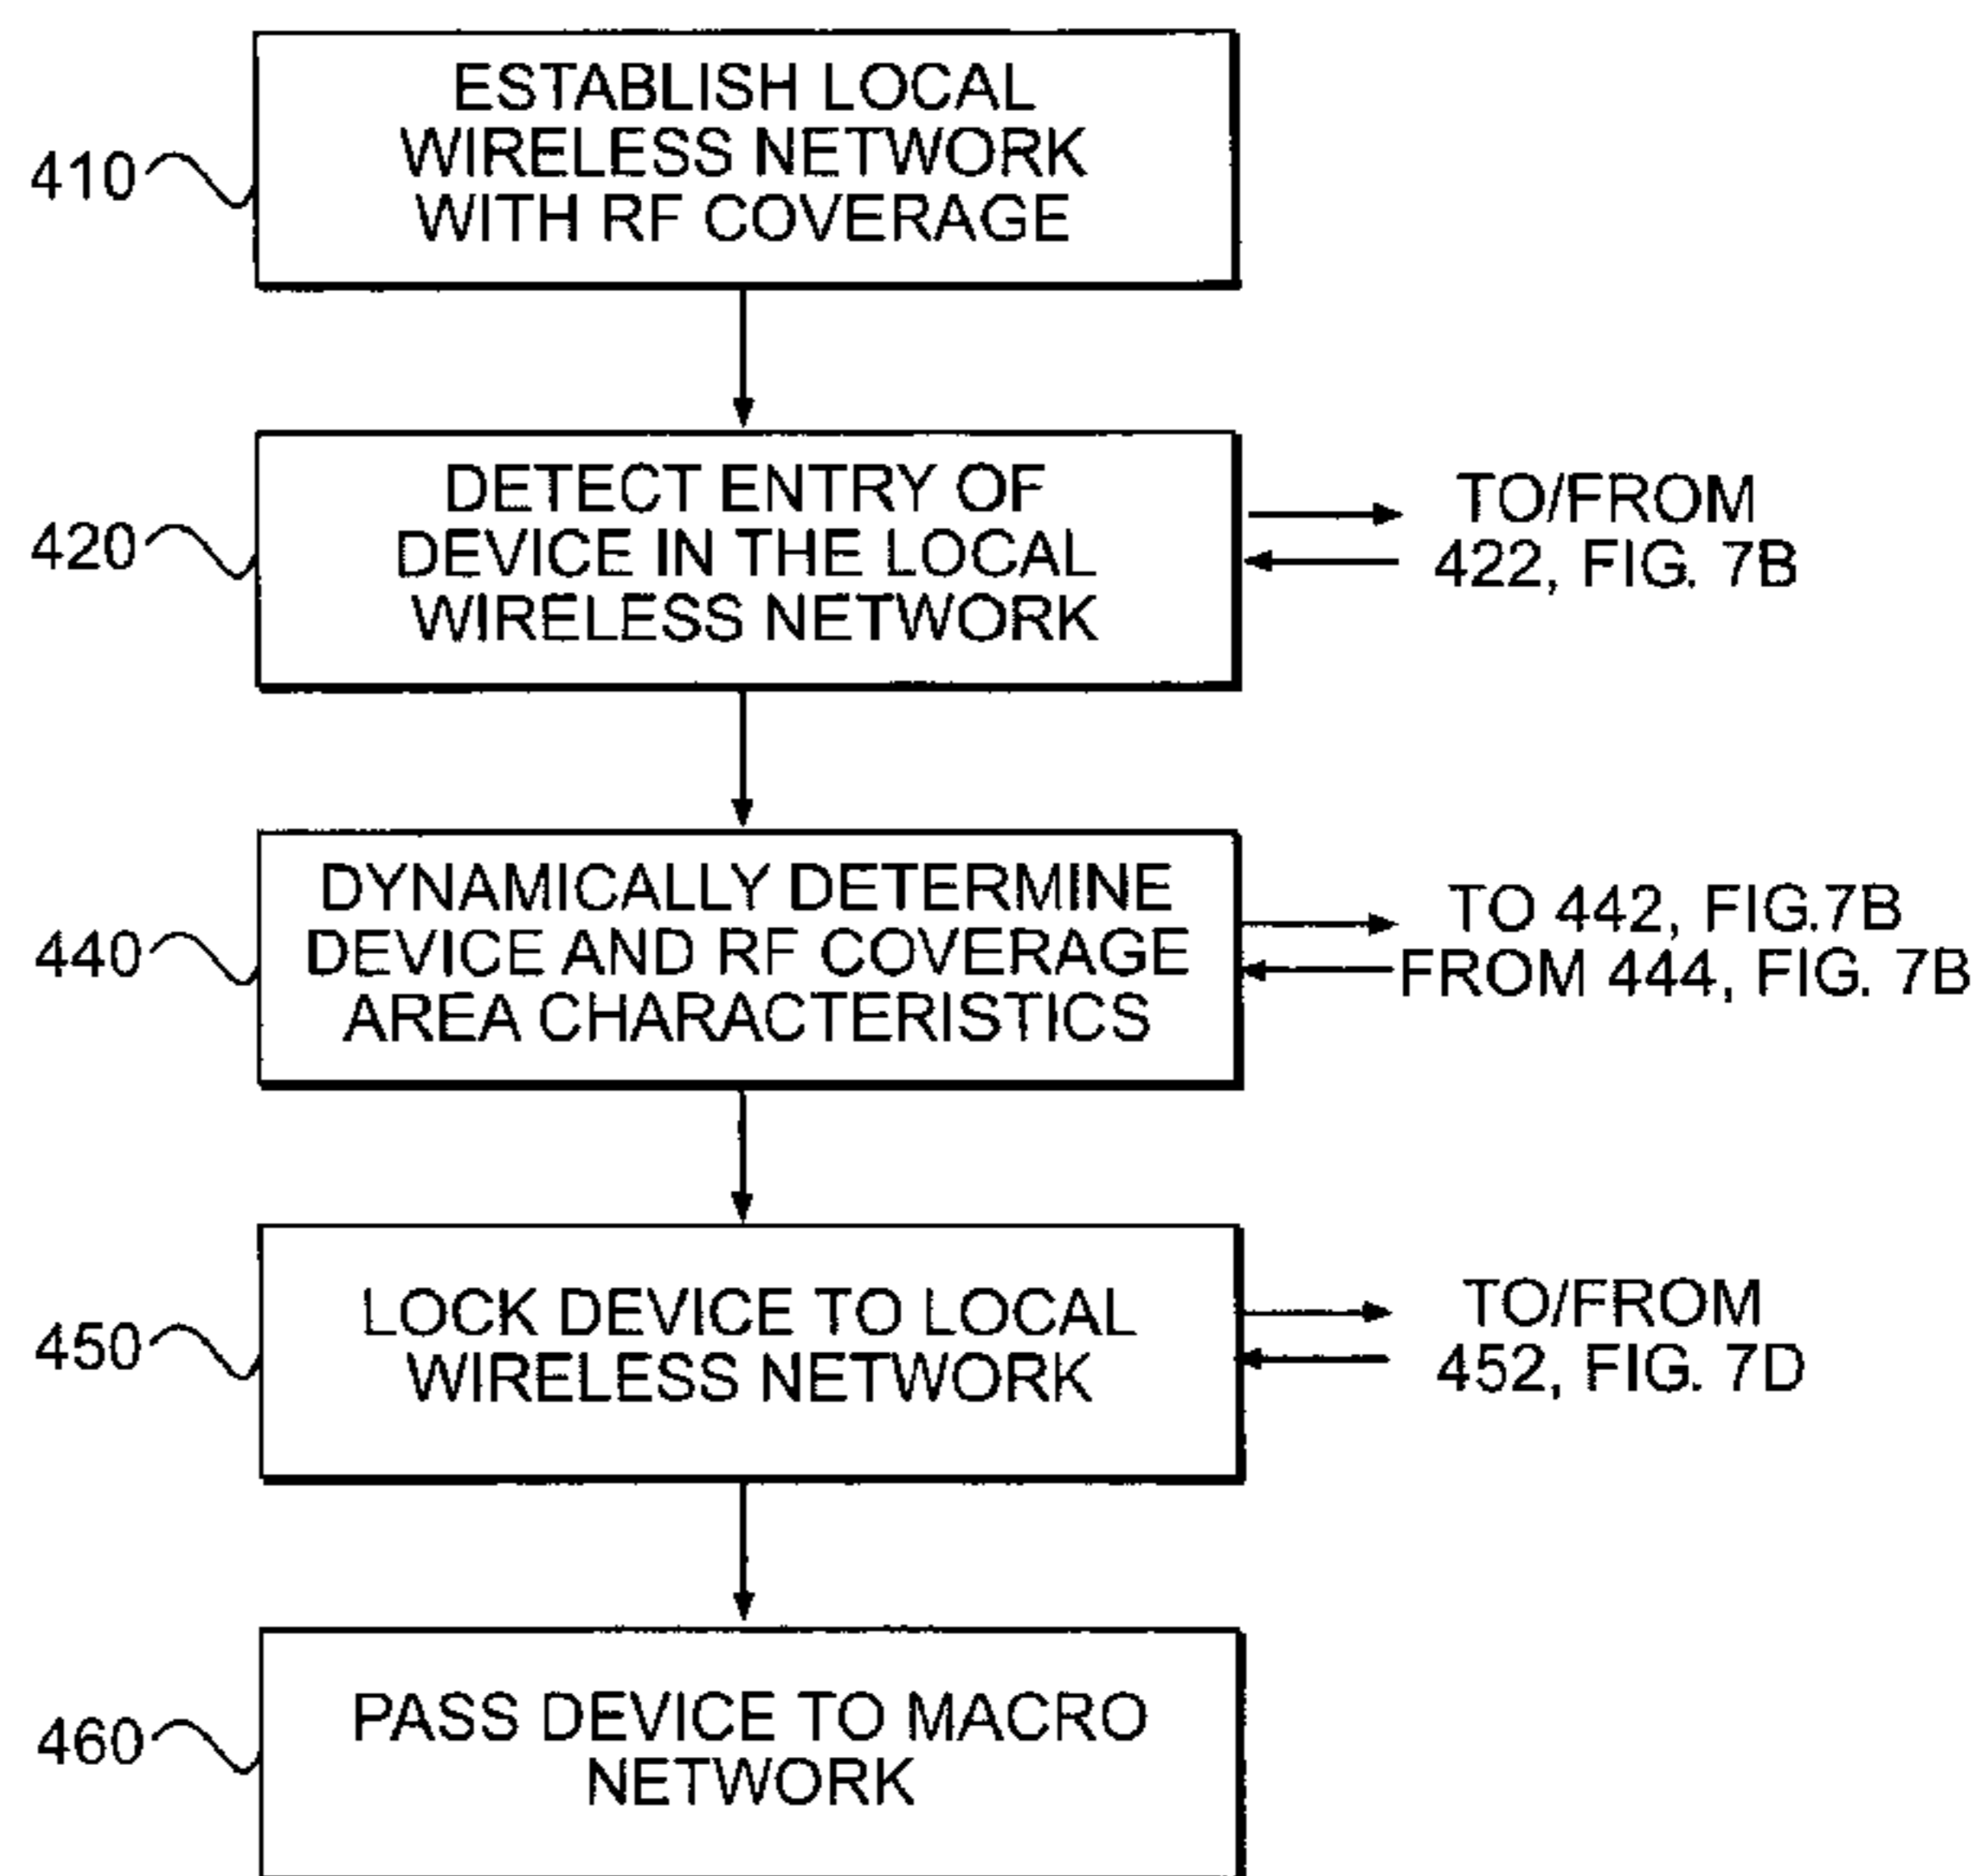 ESTABLISH LOCAL
WIRELESS NETWORK
WITH RF COVERAGE
410
DETECT ENTRY OF
DEVICE IN THE LOCAL
WIRELESS NETWORK
420
TO/FROM
422, FIG. 7B
DYNAMICALLY DETERMINE
DEVICE AND RF COVERAGE
AREA CHARACTERISTICS
440
TO 442, FIG.7B
FROM 444, FIG. 7B
LOCK DEVICE TO LOCAL
WIRELESS NETWORK
450
TO/FROM
452, FIG. 7D
PASS DEVICE TO MACRO
NETWORK
460